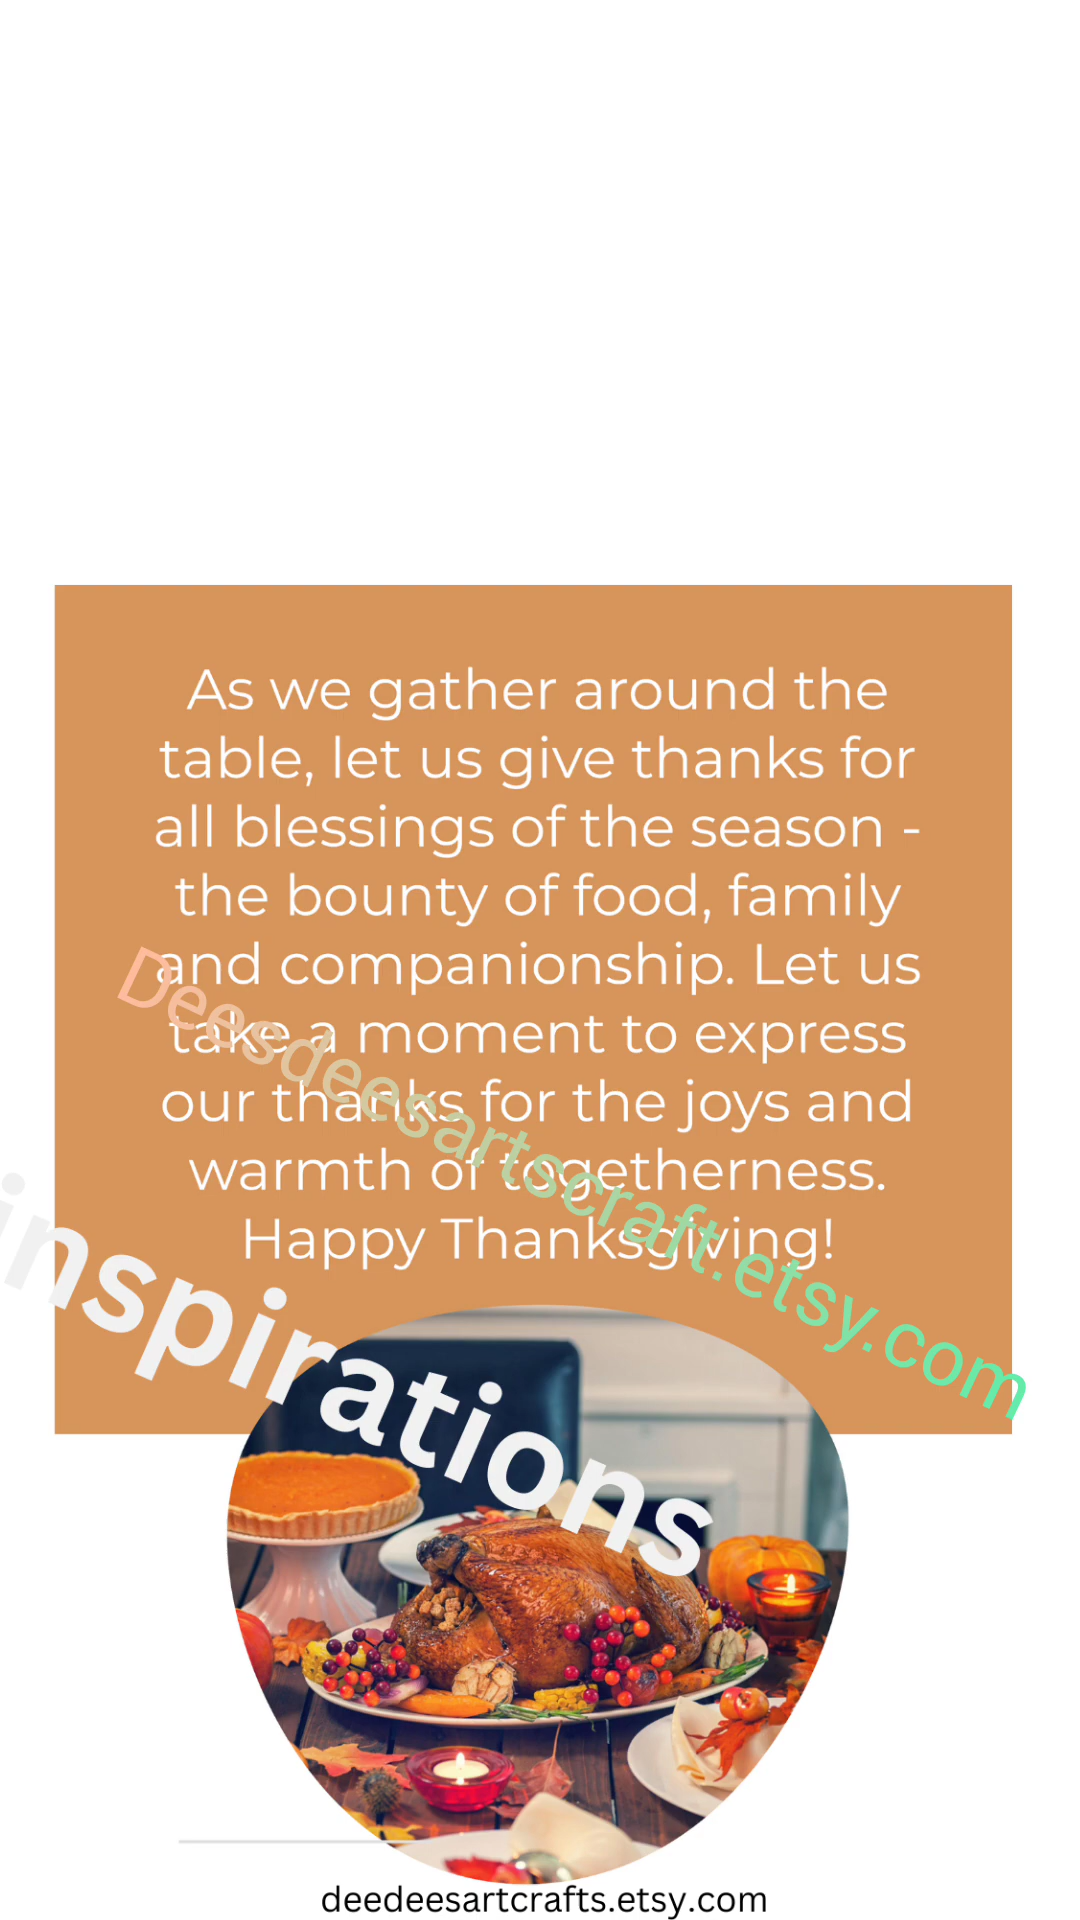 As we gather around the
table, let us give thanks for
all blessings of the season -
the bounty of food, family
and companionship. Let us
take a moment to express
our thanks for the joys and
warmth of togetherness.
Happy Thanksgiving!
Deesdeesartscraft.etsy.com
inspirations
deedeesartcrafts.etsy.com